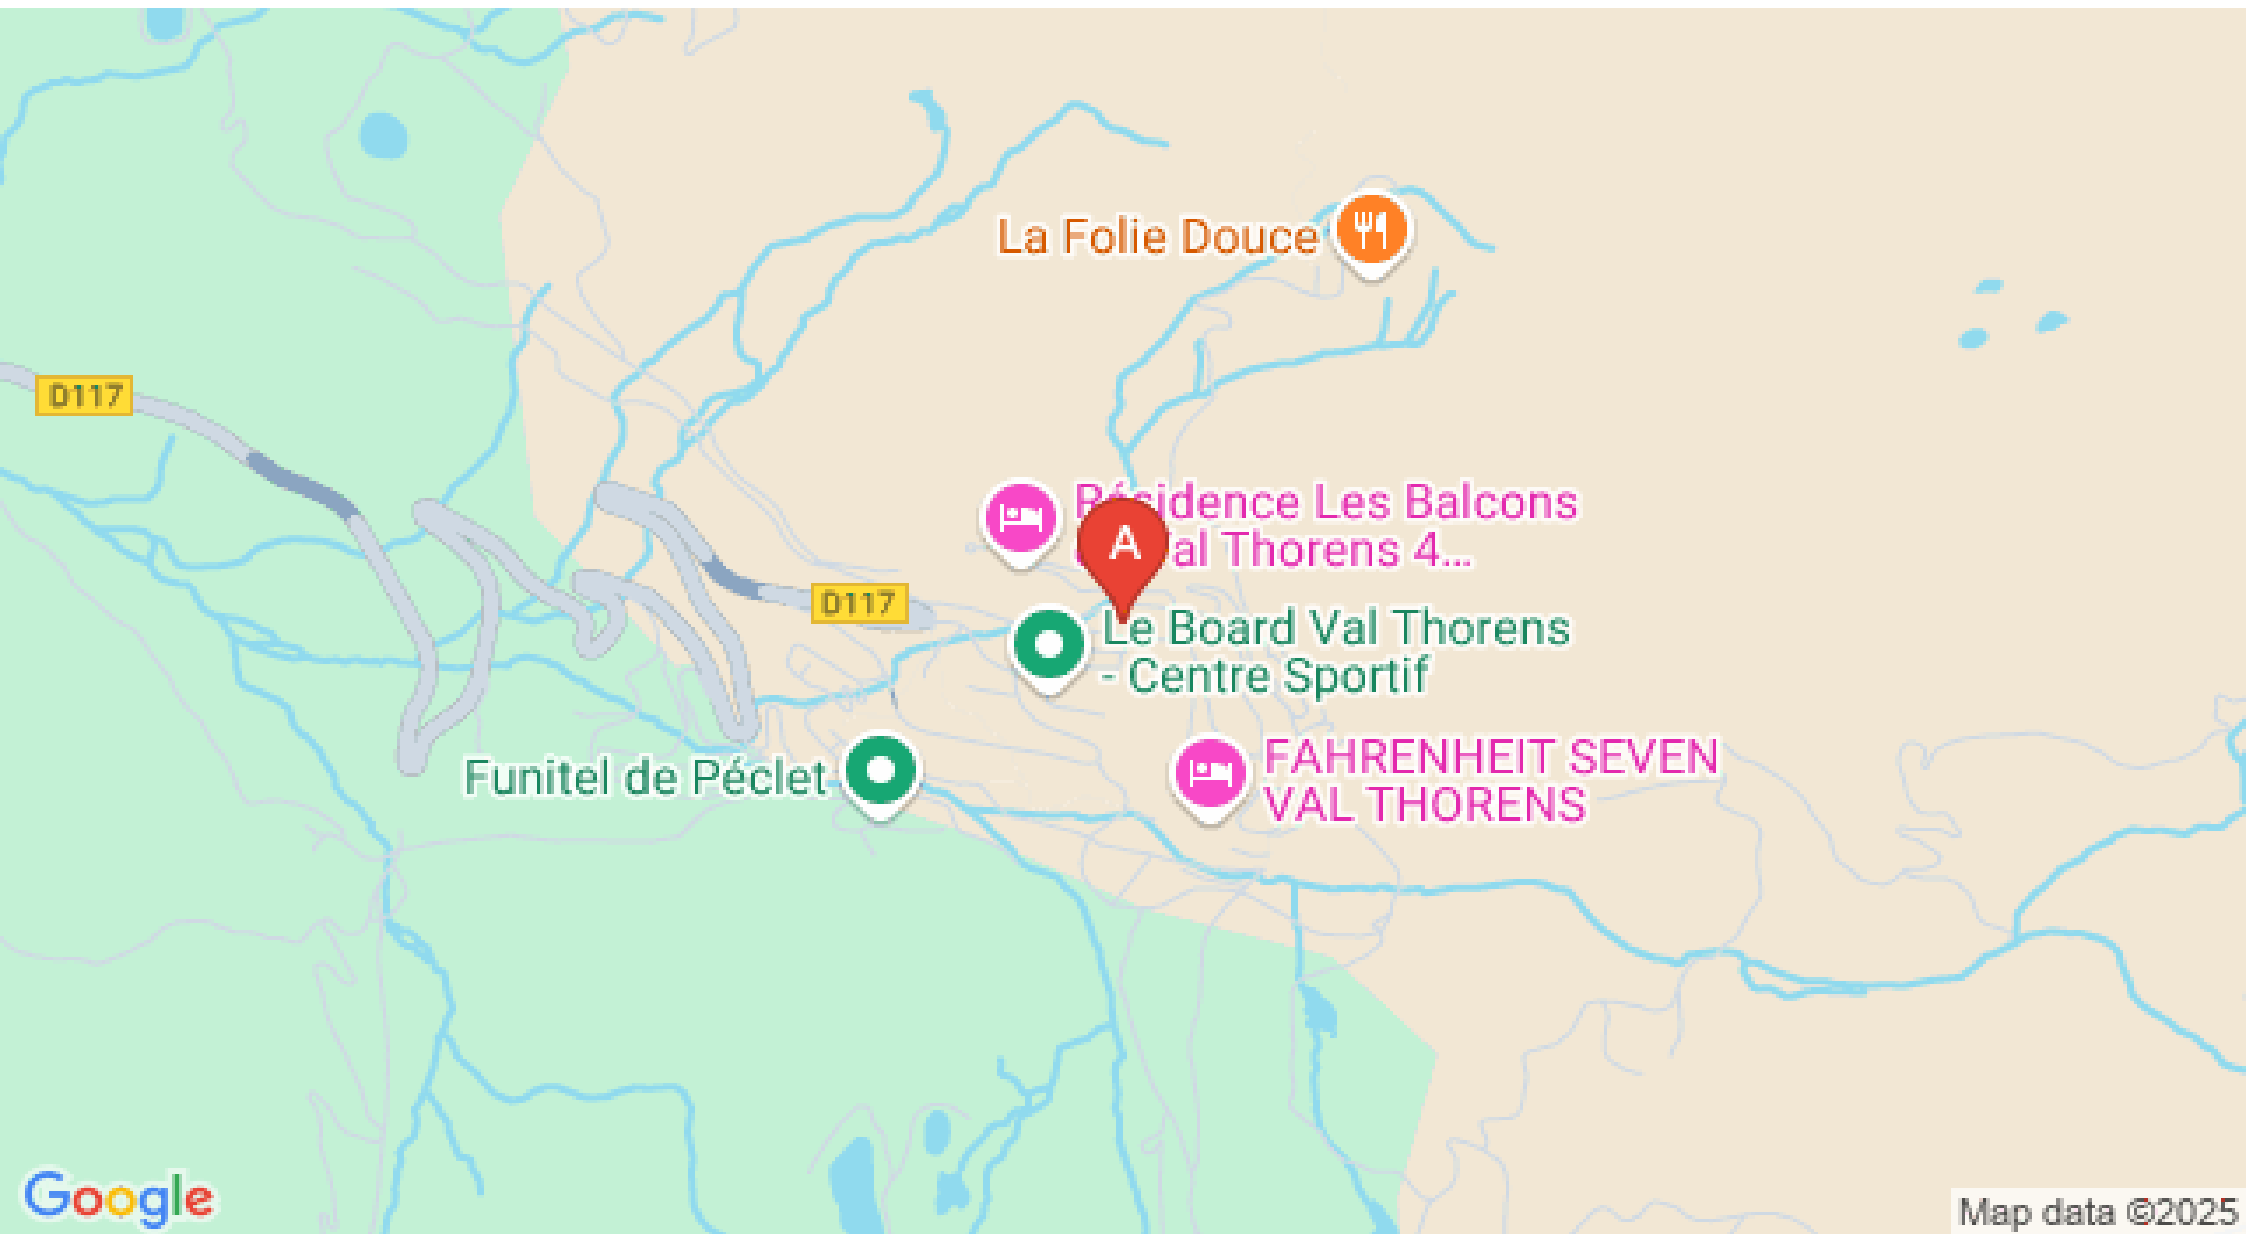 La Folie Douce
D117
Résidence Les Balcons
Val Thorens 4...
A
D117
Le Board Val Thorens
- Centre Sportif
FAHRENHEIT SEVEN
VAL THORENS
Funitel de Péclet
Google
Map data ©2025